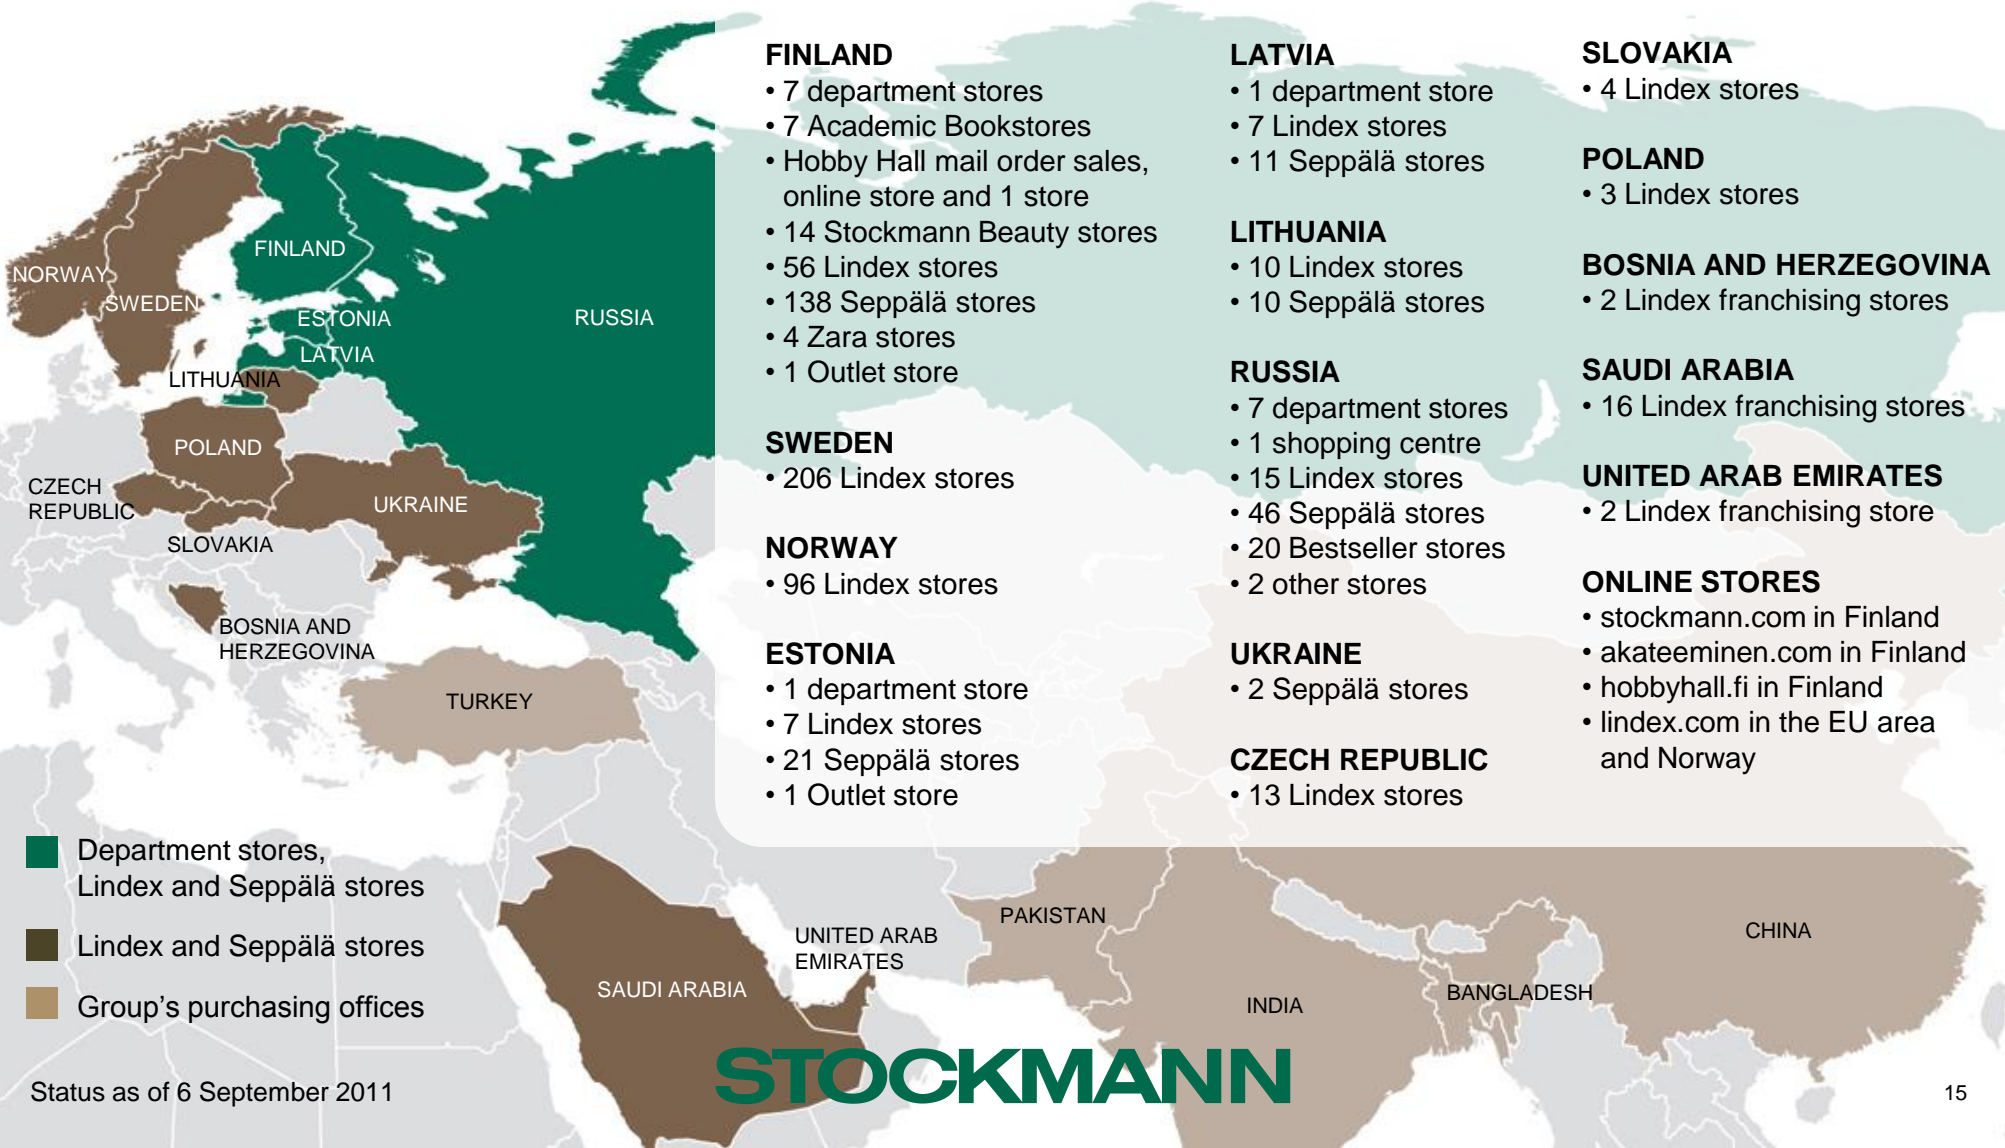 FINLAND
• 7 department stores
• 7 Academic Bookstores
• Hobby Hall mail order sales,
online store and 1 store
• 14 Stockmann Beauty stores
• 56 Lindex stores
• 138 Seppälä stores
• 4 Zara stores
• 1 Outlet store
SWEDEN
• 206 Lindex stores
NORWAY
• 96 Lindex stores
ESTONIA
• 1 department store
• 7 Lindex stores
• 21 Seppälä stores
• 1 Outlet store
LATVIA
• 1 department store
• 7 Lindex stores
• 11 Seppälä stores
LITHUANIA
• 10 Lindex stores
• 10 Seppälä stores
RUSSIA
• 7 department stores
• 1 shopping centre
• 15 Lindex stores
• 46 Seppälä stores
• 20 Bestseller stores
• 2 other stores
UKRAINE
• 2 Seppälä stores
CZECH REPUBLIC
• 13 Lindex stores
SLOVAKIA
• 4 Lindex stores
POLAND
• 3 Lindex stores
BOSNIA AND HERZEGOVINA
• 2 Lindex franchising stores
SAUDI ARABIA
• 16 Lindex franchising stores
UNITED ARAB EMIRATES
• 2 Lindex franchising store
ONLINE STORES
• stockmann.com in Finland
• akateeminen.com in Finland
• hobbyhall.fi in Finland
• lindex.com in the EU area
and Norway
NORWAY
SWEDEN
FINLAND
ESTONIA
LATVIA
LITHUANIA
RUSSIA
POLAND
CZECH
REPUBLIC
UKRAINE
SLOVAKIA
BOSNIA AND
HERZEGOVINA
TURKEY
SAUDI ARABIA
UNITED ARAB
EMIRATES
PAKISTAN
INDIA
BANGLADESH
CHINA
Department stores,
Lindex and Seppälä stores
Lindex and Seppälä stores
Group's purchasing offices
Status as of 6 September 2011
STOCKMANN
15